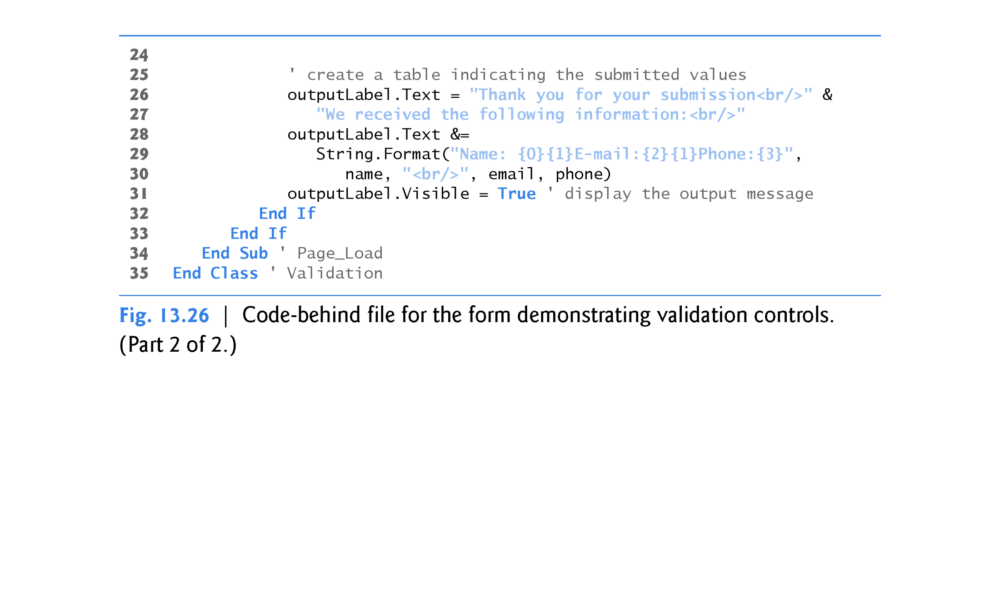 24
25 ' create a table indicating the submitted values
26 outputLabel.Text = "Thank you for your submission<br/>" &
27 "We received the following information:<br/>"
28 outputLabel.Text &=
29 String.Format("Name: {0}{1}E-mail:{2}{1}Phone:{3}",
30 name, "<br/>", email, phone)
31 outputLabel.Visible = True ' display the output message
32 End If
33 End If
34 End Sub ' Page_Load
35 End Class ' Validation
Fig. 13.26 | Code-behind file for the form demonstrating validation controls.
(Part 2 of 2.)